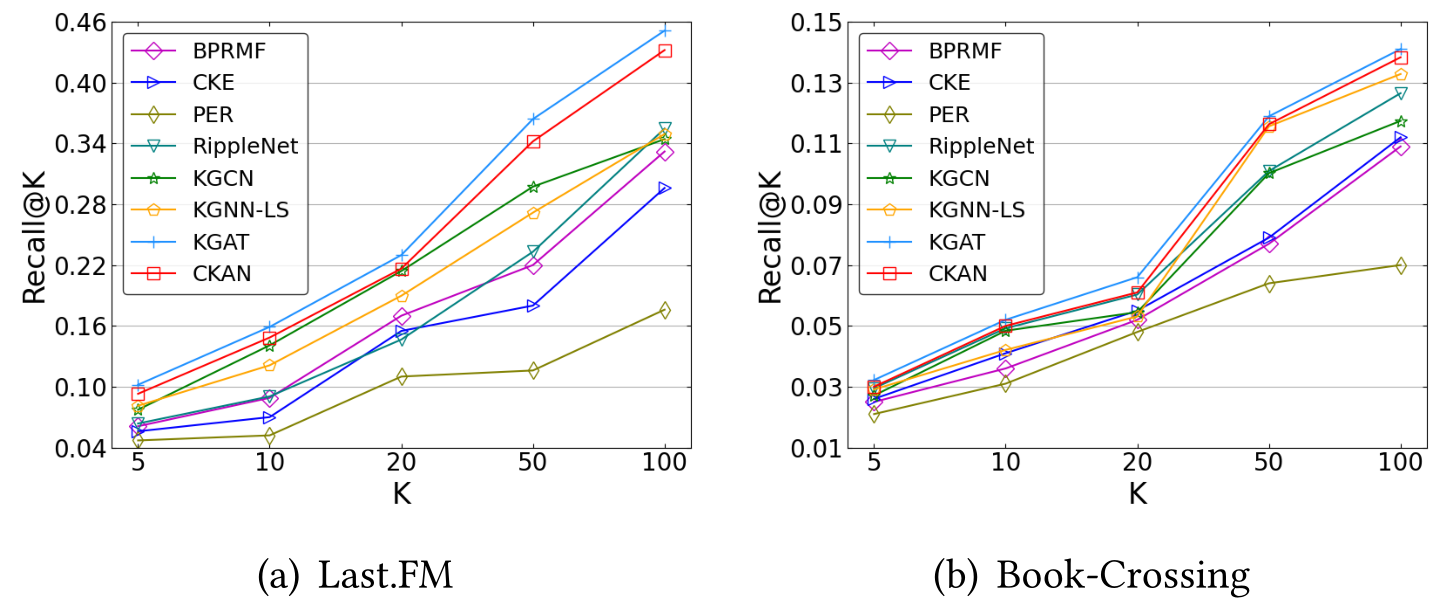 0.46
0.40
0.34
0.28
0.22
0.16
0.10
0.04
Recall@K
BPRMF
CKE
PER
RippleNet
KGCN
KGNN-LS
KGAT
CKAN
5 10 20 50 100
K
(a) Last.FM
0.15
0.13
0.11
0.09
0.07
0.05
0.03
0.01
Recall@K
BPRMF
CKE
PER
RippleNet
KGCN
KGNN-LS
KGAT
CKAN
5 10 20 50 100
K
(b) Book-Crossing